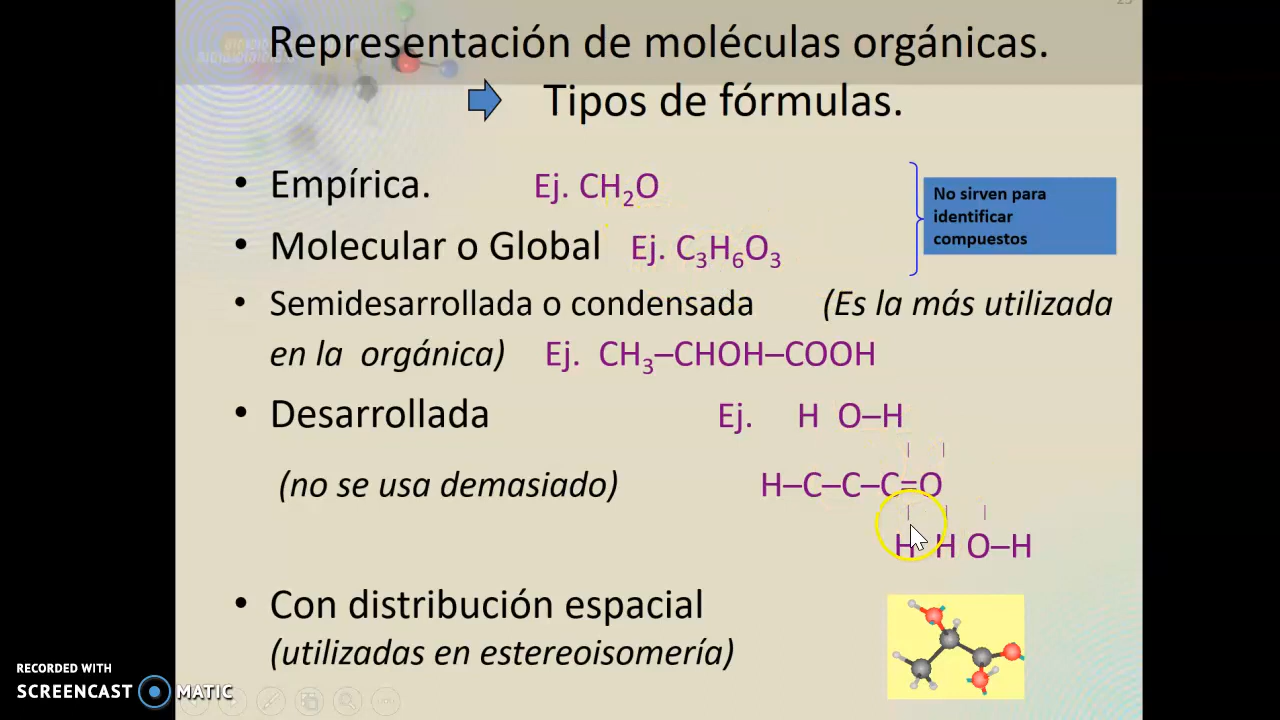 Representación de moléculas orgánicas.
Tipos de fórmulas.
• Empírica. Ej. CH₂O
No sirven para
identificar
compuestos
• Molecular o Global Ej. C₃H₆O₃
• Semidesarrollada o condensada (Es la más utilizada
en la orgánica) Ej. CH₃–CHOH–COOH
• Desarrollada Ej. H O–H
| |
(no se usa demasiado) H–C–C–C=O
| | |
H H O–H
• Con distribución espacial
(utilizadas en estereoisomería)
RECORDED WITH
SCREENCAST MATIC